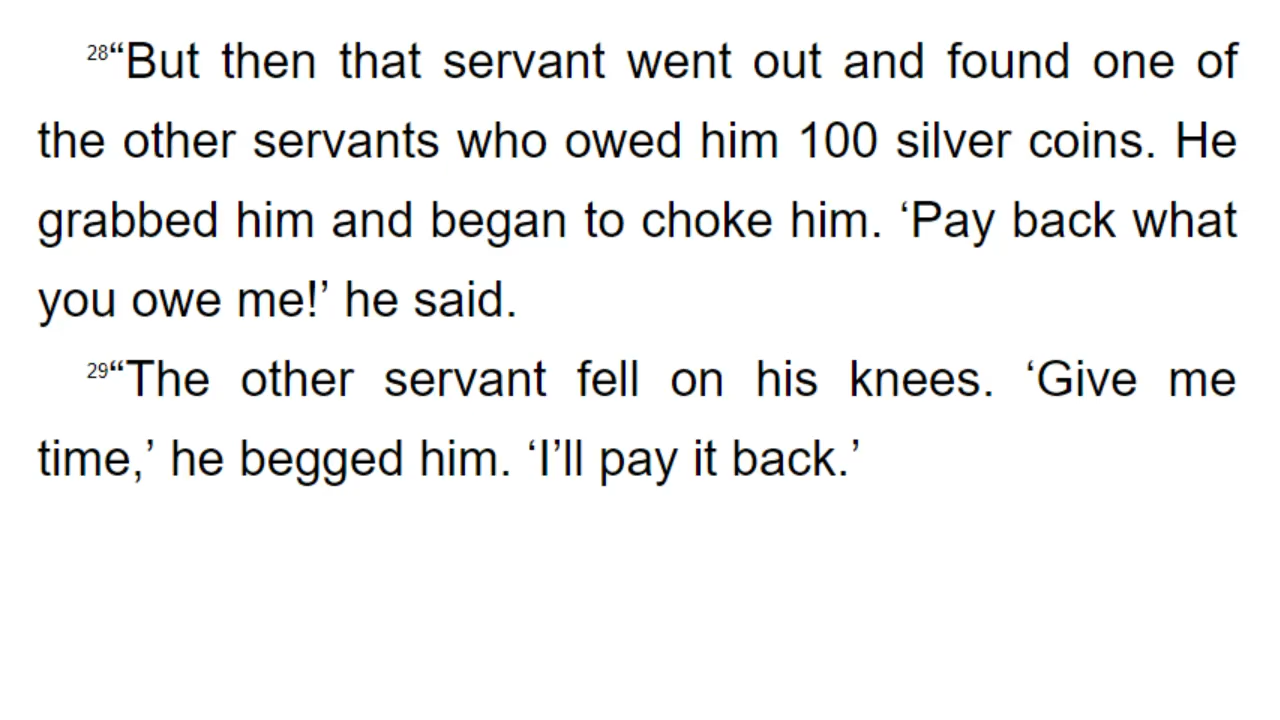 28“But then that servant went out and found one of
the other servants who owed him 100 silver coins. He
grabbed him and began to choke him. ‘Pay back what
you owe me!’ he said.
29“The other servant fell on his knees. ‘Give me
time,’ he begged him. ‘I’ll pay it back.’